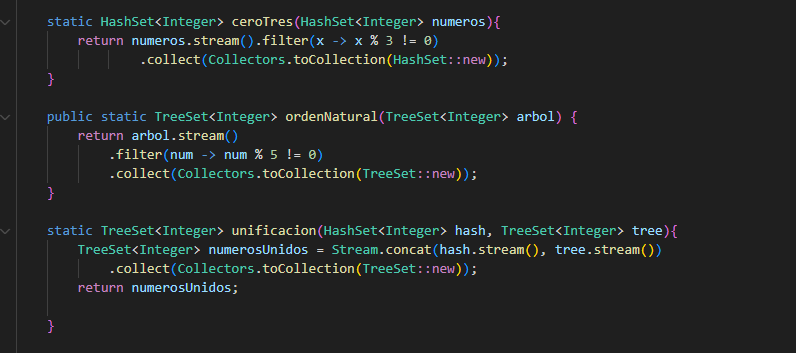 static HashSet<Integer> ceroTres(HashSet<Integer> numeros){
return numeros.stream().filter(x -> x % 3 != 0)
.collect(Collectors.toCollection(HashSet::new));
}
public static TreeSet<Integer> ordenNatural(TreeSet<Integer> arbol) {
return arbol.stream()
.filter(num -> num % 5 != 0)
.collect(Collectors.toCollection(TreeSet::new));
}
static TreeSet<Integer> unificacion(HashSet<Integer> hash, TreeSet<Integer> tree){
TreeSet<Integer> numerosUnidos = Stream.concat(hash.stream(), tree.stream())
.collect(Collectors.toCollection(TreeSet::new));
return numerosUnidos;
}